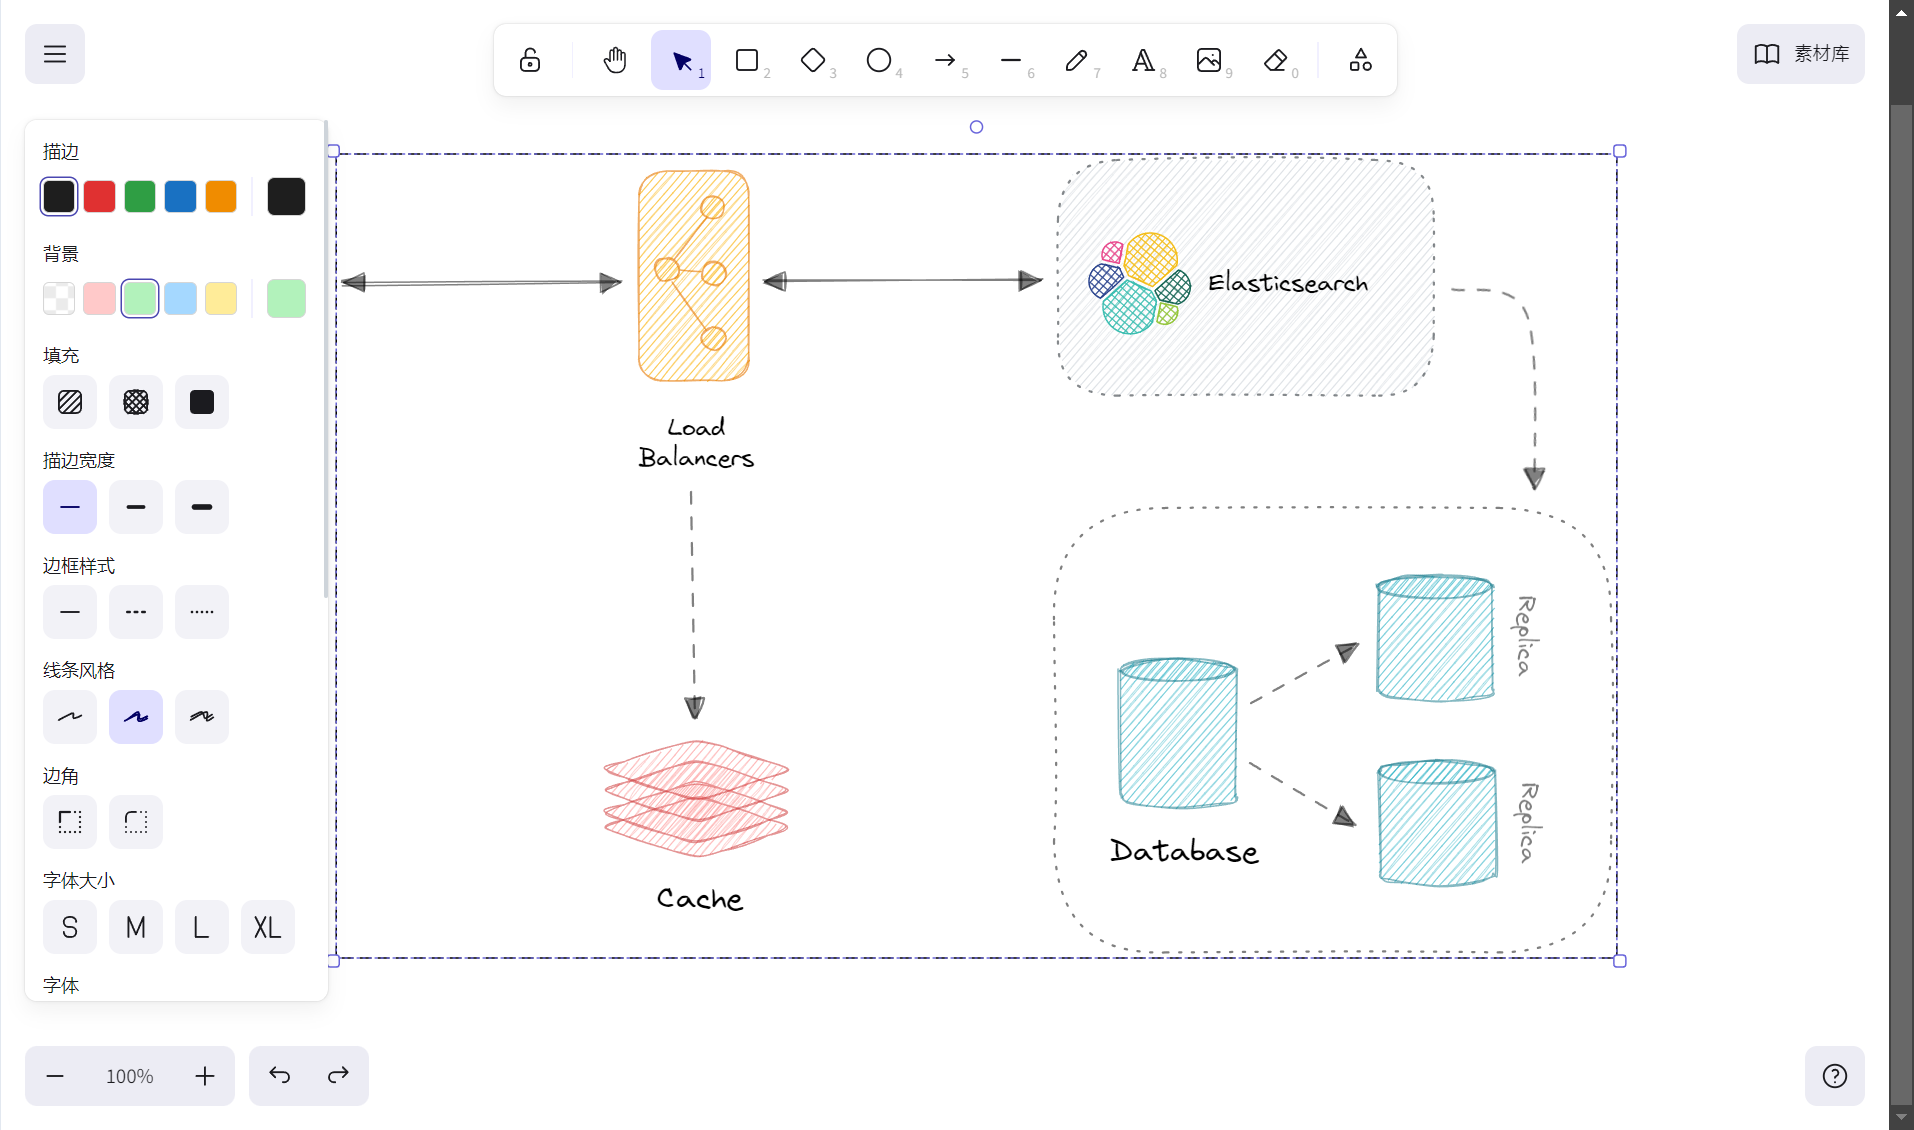 1
2
3
4
5
6
7
8
9
0
素材库
描边
背景
填充
描边宽度
边框样式
线条风格
边角
字体大小
S M L XL
字体
Load
Balancers
Elasticsearch
Cache
Database
Replica
Replica
100%